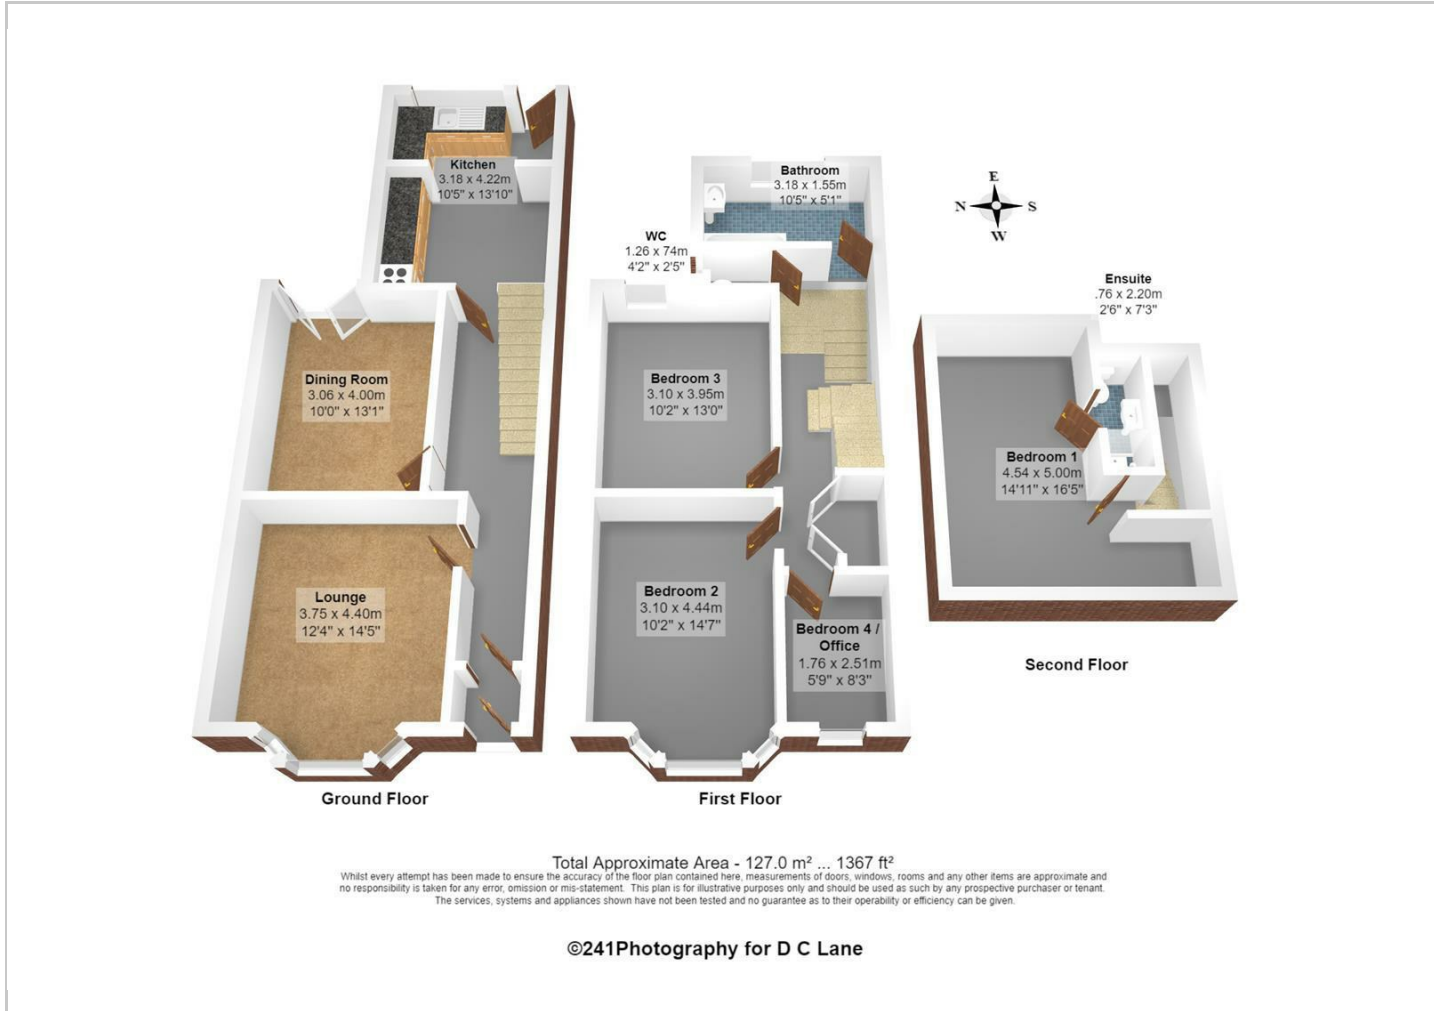 Kitchen
3.18 x 4.22m
10'5" x 13'10"
Bathroom
3.18 x 1.55m
10'5" x 5'1"
E
N
S
W
WC
1.26 x 74m
4'2" x 2'5"
Ensuite
.76 x 2.20m
2'6" x 7'3"
Dining Room
3.06 x 4.00m
10'0" x 13'1"
Bedroom 3
3.10 x 3.95m
10'2" x 13'0"
Bedroom 1
4.54 x 5.00m
14'11" x 16'5"
Lounge
3.75 x 4.40m
12'4" x 14'5"
Bedroom 2
3.10 x 4.44m
10'2" x 14'7"
Bedroom 4 /
Office
1.76 x 2.51m
5'9" x 8'3"
Second Floor
Ground Floor
First Floor
Total Approximate Area - 127.0 m² ... 1367 ft²
Whilst every attempt has been made to ensure the accuracy of the floor plan contained here, measurements of doors, windows, rooms and any other items are approximate and
no responsibility is taken for any error, omission or mis-statement. This plan is for illustrative purposes only and should be used as such by any prospective purchaser or tenant.
The services, systems and appliances shown have not been tested and no guarantee as to their operability or efficiency can be given.
©241Photography for D C Lane